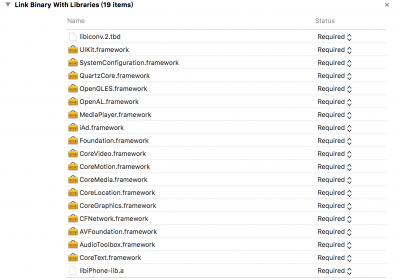 Link Binary With Libraries (19 items)
Name Status
libiconv.2.tbd Required
UIKit.framework Required
SystemConfiguration.framework Required
QuartzCore.framework Required
OpenGLES.framework Required
OpenAL.framework Required
MediaPlayer.framework Required
iAd.framework Required
Foundation.framework Required
CoreVideo.framework Required
CoreMotion.framework Required
CoreMedia.framework Required
CoreLocation.framework Required
CoreGraphics.framework Required
CFNetwork.framework Required
AVFoundation.framework Required
AudioToolbox.framework Required
CoreText.framework Required
libiPhone-lib.a Required